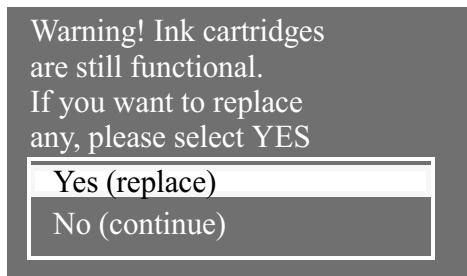 Warning! Ink cartridges
are still functional.
If you want to replace
any, please select YES
Yes (replace)
No (continue)